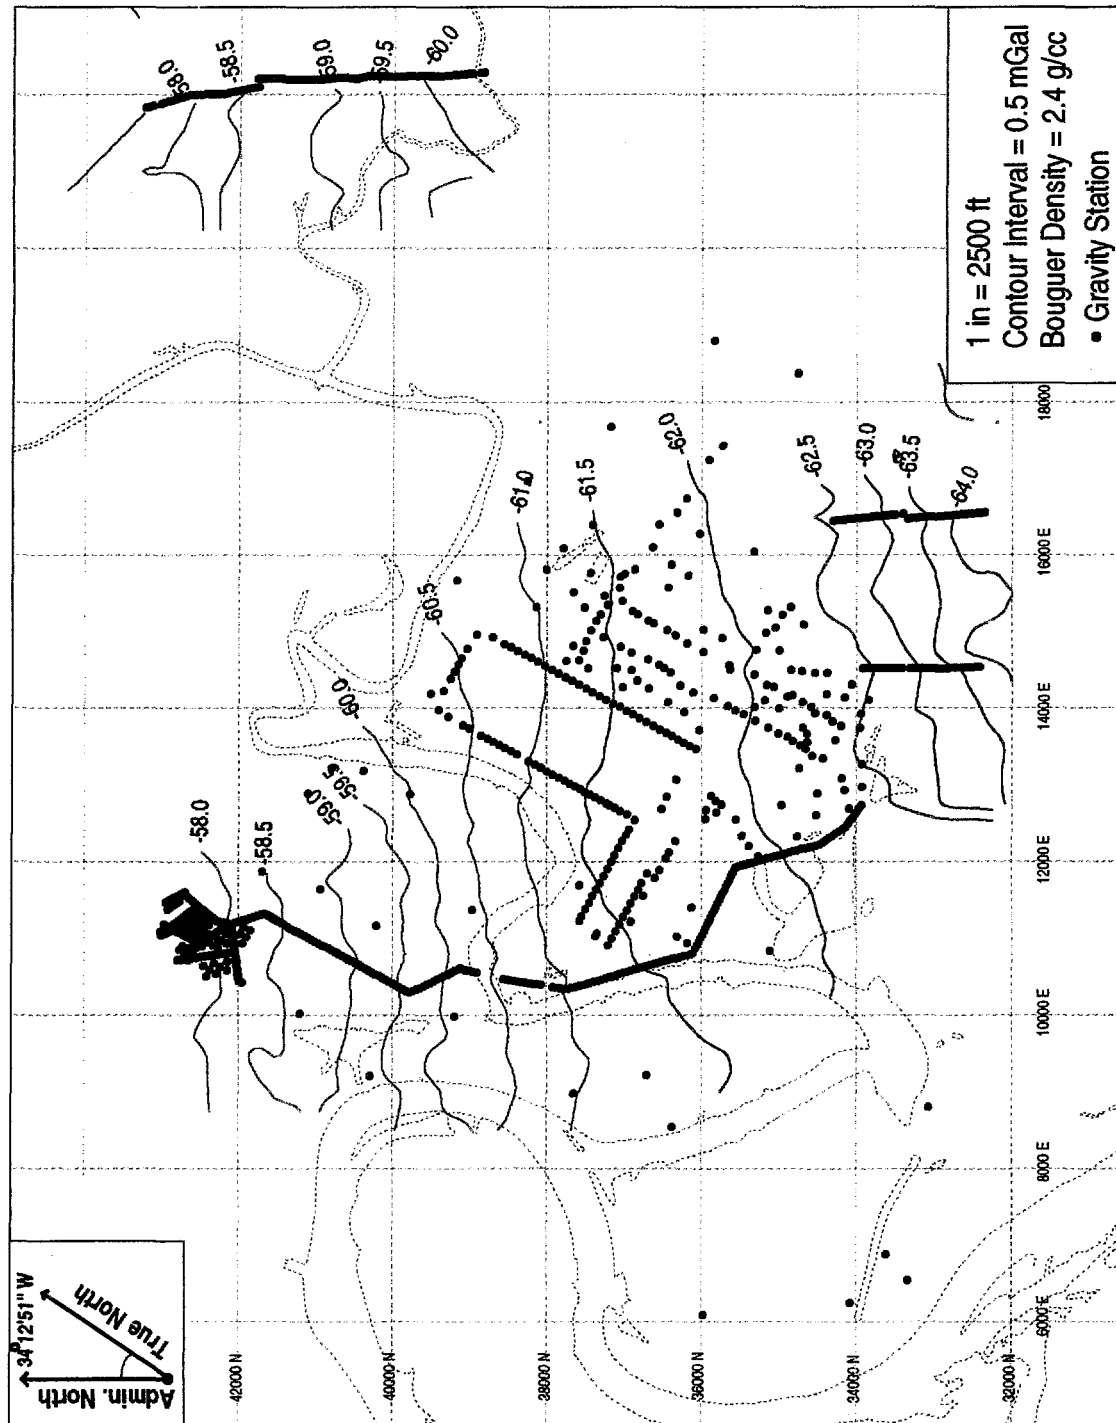 34°12'51" W
Admin. North
True North
-58.0
-58.5
-59.0
-59.5
-60.0
-58.0
-58.5
-59.0
-59.5
-60.0
-60.5
-61.0
-61.5
-62.0
-62.5
-63.0
-63.5
-64.0
42000 N
40000 N
38000 N
36000 N
34000 N
32000 N
6000 E
8000 E
10000 E
12000 E
14000 E
16000 E
18000 E
1 in = 2500 ft
Contour Interval = 0.5 mGal
Bouguer Density = 2.4 g/cc
• Gravity Station